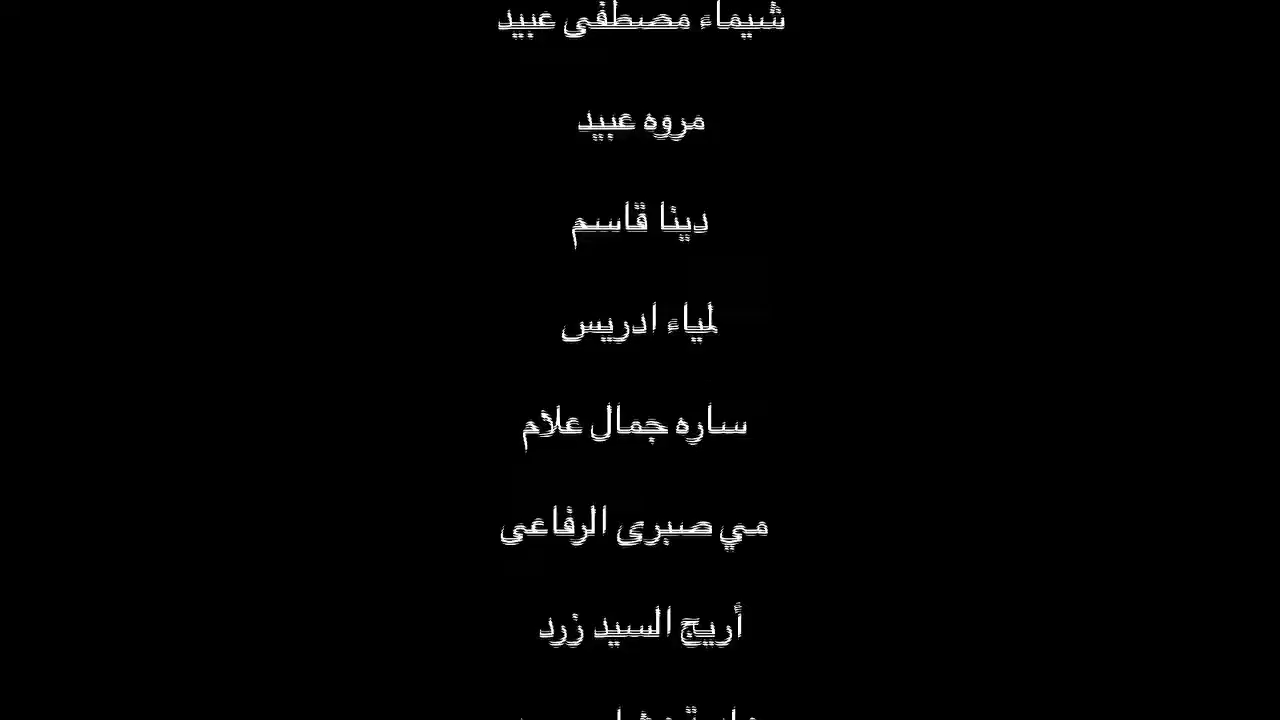 شيماء مصطفى عبيد
مروه عبيد
دينا قاسم
لمياء ادريس
ساره جمال علام
مي صبرى الرفاعى
أريج السيد زرد